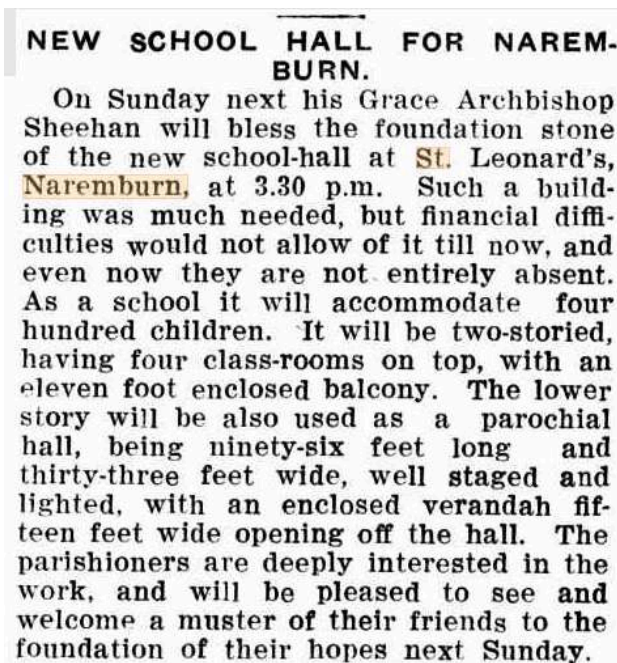 NEW SCHOOL HALL FOR NAREM-
BURN.
On Sunday next his Grace Archbishop
Sheehan will bless the foundation stone
of the new school-hall at St. Leonard's,
Naremburn, at 3.30 p.m. Such a build-
ing was much needed, but financial diffi-
culties would not allow of it till now, and
even now they are not entirely absent.
As a school it will accommodate four
hundred children. It will be two-storied,
having four class-rooms on top, with an
eleven foot enclosed balcony. The lower
story will be also used as a parochial
hall, being ninety-six feet long and
thirty-three feet wide, well staged and
lighted, with an enclosed verandah fif-
teen feet wide opening off the hall. The
parishioners are deeply interested in the
work, and will be pleased to see and
welcome a muster of their friends to the
foundation of their hopes next Sunday.